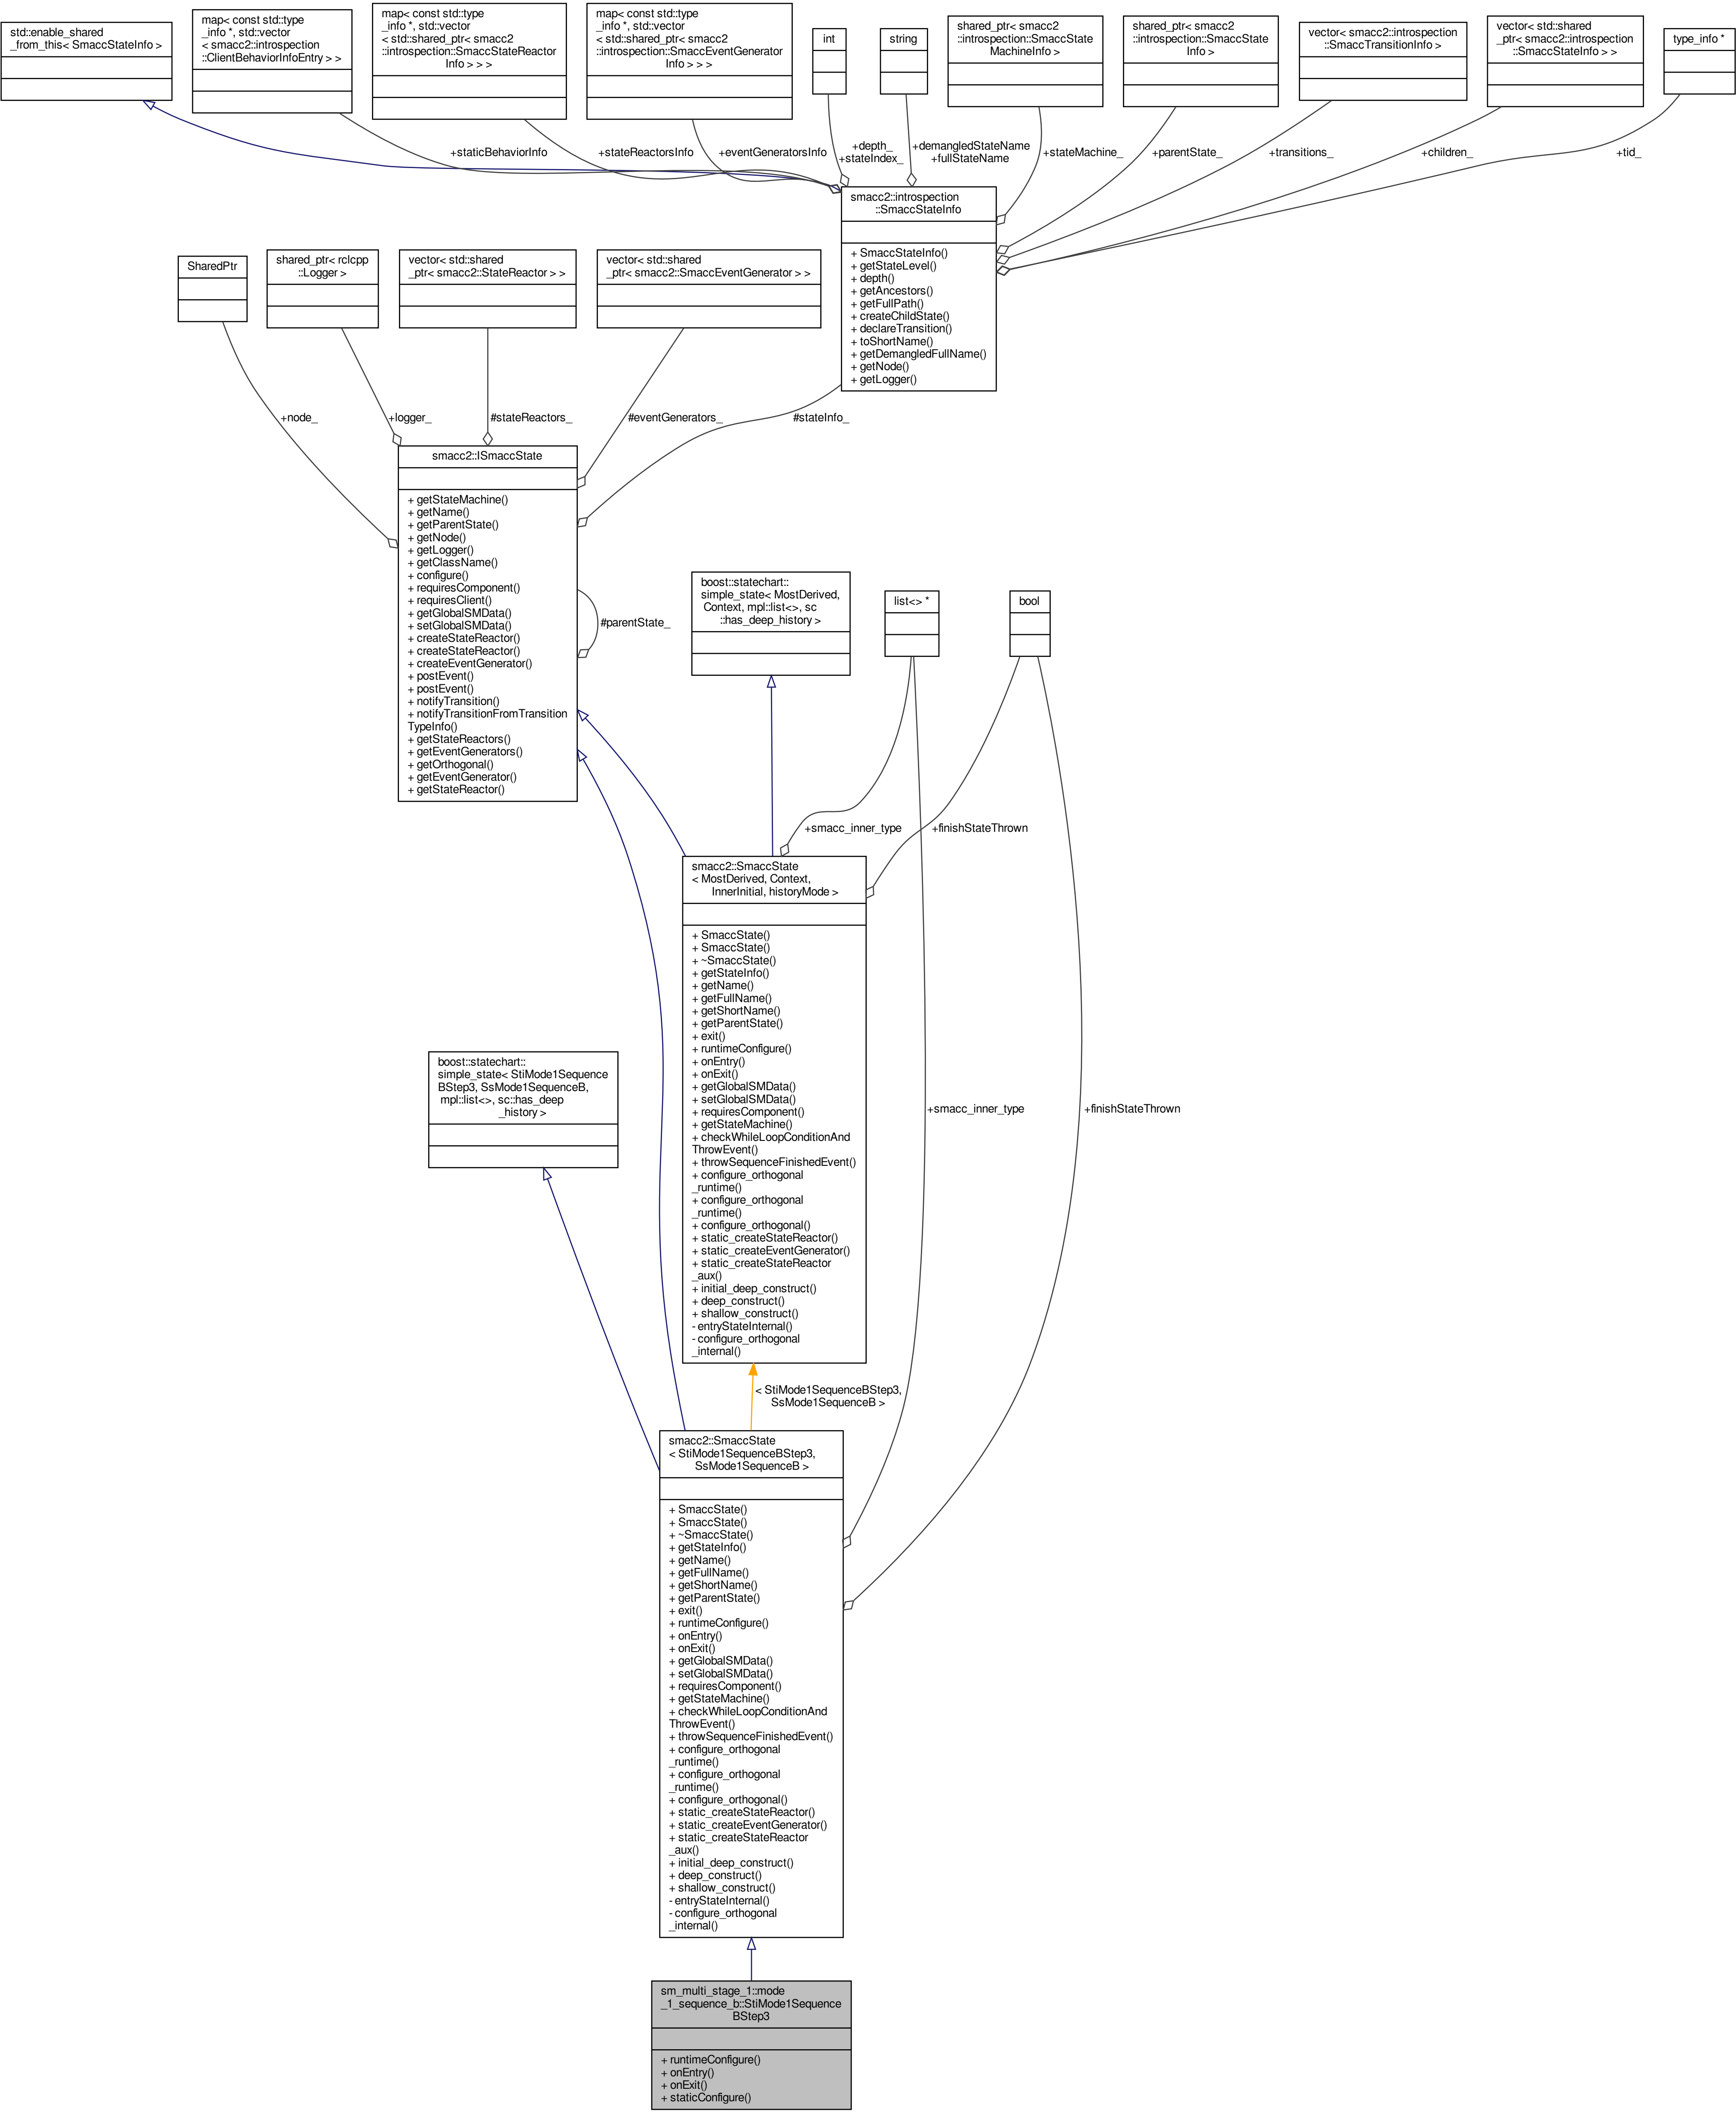 std::enable_shared
_from_this< SmaccStateInfo >
map< const std::type
_info *, std::vector
< smacc2::introspection
::ClientBehaviorInfoEntry > >
map< const std::type
_info *, std::vector
< std::shared_ptr< smacc2
::introspection::SmaccStateReactor
Info > > >
map< const std::type
_info *, std::vector
< std::shared_ptr< smacc2
::introspection::SmaccEventGenerator
Info > > >
int
string
shared_ptr< smacc2
::introspection::SmaccState
MachineInfo >
shared_ptr< smacc2
::introspection::SmaccState
Info >
vector< smacc2::introspection
::SmaccTransitionInfo >
vector< std::shared
_ptr< smacc2::introspection
::SmaccStateInfo > >
type_info *
+staticBehaviorInfo
+stateReactorsInfo
+eventGeneratorsInfo
+depth_
+stateIndex_
+demangledStateName
+fullStateName
+stateMachine_
+parentState_
+transitions_
+children_
+tid_
smacc2::introspection
::SmaccStateInfo
+ SmaccStateInfo()
+ getStateLevel()
+ depth()
+ getAncestors()
+ getFullPath()
+ createChildState()
+ declareTransition()
+ toShortName()
+ getDemangledFullName()
+ getNode()
+ getLogger()
SharedPtr
shared_ptr< rclcpp
::Logger >
vector< std::shared
_ptr< smacc2::StateReactor > >
vector< std::shared
_ptr< smacc2::SmaccEventGenerator > >
+node_
+logger_
#stateReactors_
#eventGenerators_
#stateInfo_
smacc2::ISmaccState
+ getStateMachine()
+ getName()
+ getParentState()
+ getNode()
+ getLogger()
+ getClassName()
+ configure()
+ requiresComponent()
+ requiresClient()
+ getGlobalSMData()
+ setGlobalSMData()
+ createStateReactor()
+ createStateReactor()
+ createEventGenerator()
+ postEvent()
+ postEvent()
+ notifyTransition()
+ notifyTransitionFromTransition
TypeInfo()
+ getStateReactors()
+ getEventGenerators()
+ getOrthogonal()
+ getEventGenerator()
+ getStateReactor()
#parentState_
boost::statechart::
simple_state< MostDerived,
Context, mpl::list<>, sc
::has_deep_history >
list<> *
bool
+smacc_inner_type
+finishStateThrown
smacc2::SmaccState
< MostDerived, Context,
InnerInitial, historyMode >
+ SmaccState()
+ SmaccState()
+ ~SmaccState()
+ getStateInfo()
+ getName()
+ getFullName()
+ getShortName()
+ getParentState()
+ exit()
+ runtimeConfigure()
+ onEntry()
+ onExit()
+ getGlobalSMData()
+ setGlobalSMData()
+ requiresComponent()
+ getStateMachine()
+ checkWhileLoopConditionAnd
ThrowEvent()
+ throwSequenceFinishedEvent()
+ configure_orthogonal
_runtime()
+ configure_orthogonal
_runtime()
+ configure_orthogonal()
+ static_createStateReactor()
+ static_createEventGenerator()
+ static_createStateReactor
_aux()
+ initial_deep_construct()
+ deep_construct()
+ shallow_construct()
- entryStateInternal()
- configure_orthogonal
_internal()
boost::statechart::
simple_state< StiMode1Sequence
BStep3, SsMode1SequenceB,
mpl::list<>, sc::has_deep
_history >
+smacc_inner_type
+finishStateThrown
< StiMode1SequenceBStep3,
SsMode1SequenceB >
smacc2::SmaccState
< StiMode1SequenceBStep3,
SsMode1SequenceB >
+ SmaccState()
+ SmaccState()
+ ~SmaccState()
+ getStateInfo()
+ getName()
+ getFullName()
+ getShortName()
+ getParentState()
+ exit()
+ runtimeConfigure()
+ onEntry()
+ onExit()
+ getGlobalSMData()
+ setGlobalSMData()
+ requiresComponent()
+ getStateMachine()
+ checkWhileLoopConditionAnd
ThrowEvent()
+ throwSequenceFinishedEvent()
+ configure_orthogonal
_runtime()
+ configure_orthogonal
_runtime()
+ configure_orthogonal()
+ static_createStateReactor()
+ static_createEventGenerator()
+ static_createStateReactor
_aux()
+ initial_deep_construct()
+ deep_construct()
+ shallow_construct()
- entryStateInternal()
- configure_orthogonal
_internal()
sm_multi_stage_1::mode
_1_sequence_b::StiMode1Sequence
BStep3
+ runtimeConfigure()
+ onEntry()
+ onExit()
+ staticConfigure()